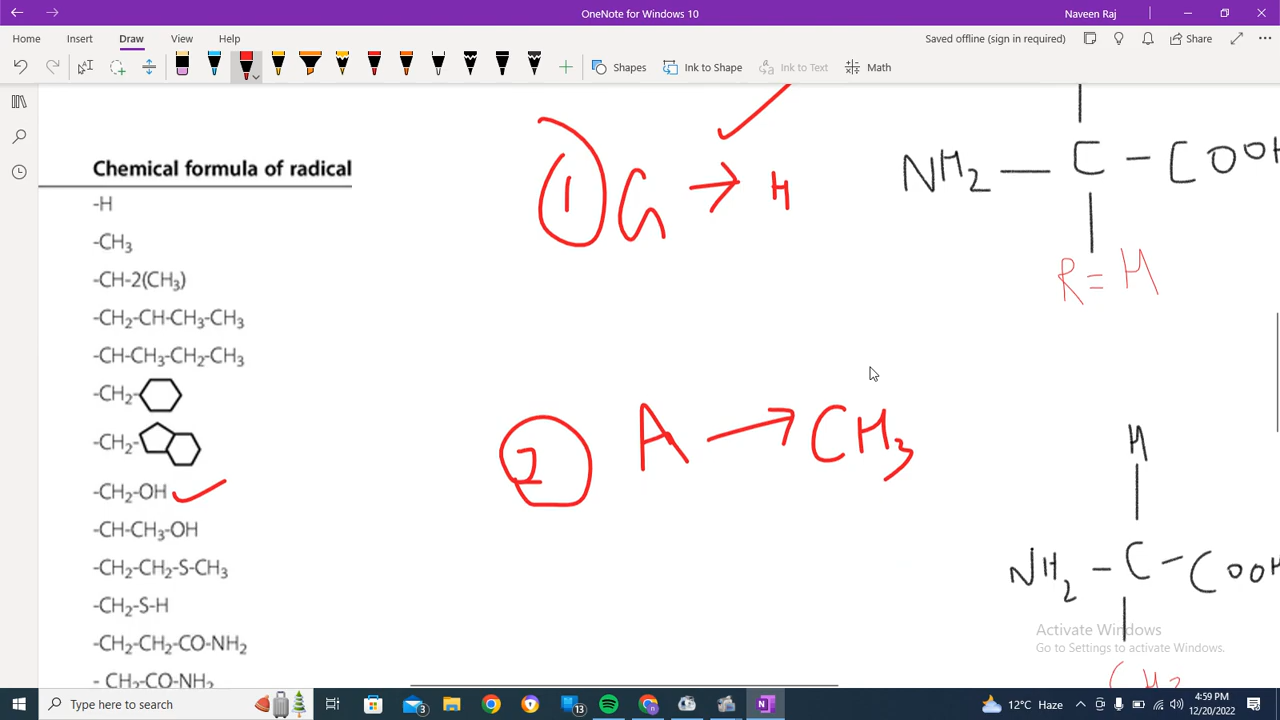 OneNote for Windows 10
Naveen Raj
Home Insert Draw View Help
Saved offline (sign in required)
Share
Shapes Ink to Shape Ink to Text Math
Chemical formula of radical
-H
-CH3
-CH-2(CH3)
-CH2-CH-CH3-CH3
-CH-CH3-CH2-CH3
-CH2-
-CH2-
-CH2-OH
-CH-CH3-OH
-CH2-CH2-S-CH3
-CH2-S-H
-CH2-CH2-CO-NH2
- CH2-CO-NH2
1 G → H
2 A → CH3
NH2 — C – COOH
R = H
H
NH2 – C – COOH
CH3
Activate Windows
Go to Settings to activate Windows.
Type here to search
3
13
12°C Haze
4:59 PM
12/20/2022